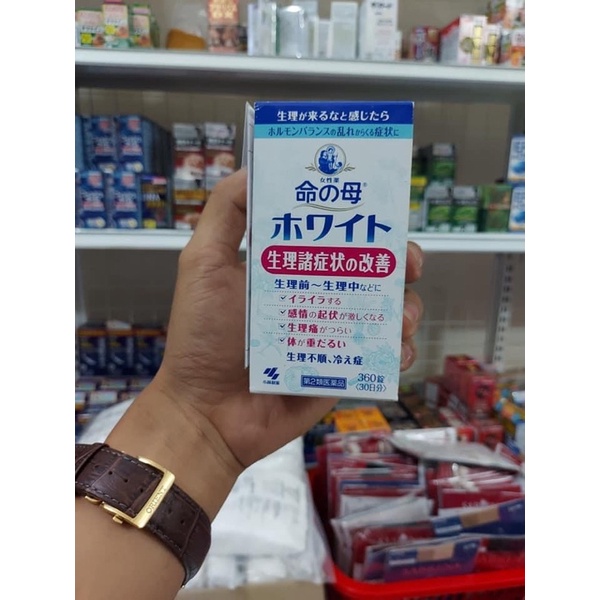 生理が来るなと感じたら
ホルモンバランスの乱れからくる症状に
女性薬
命の母®
ホワイト
生理諸症状の改善
生理前～生理中などに
イライラする
感情の起伏が激しくなる
生理痛がつらい
体が重だるい
生理不順、冷え症
小林製薬
第2類医薬品
360錠
〈30日分〉